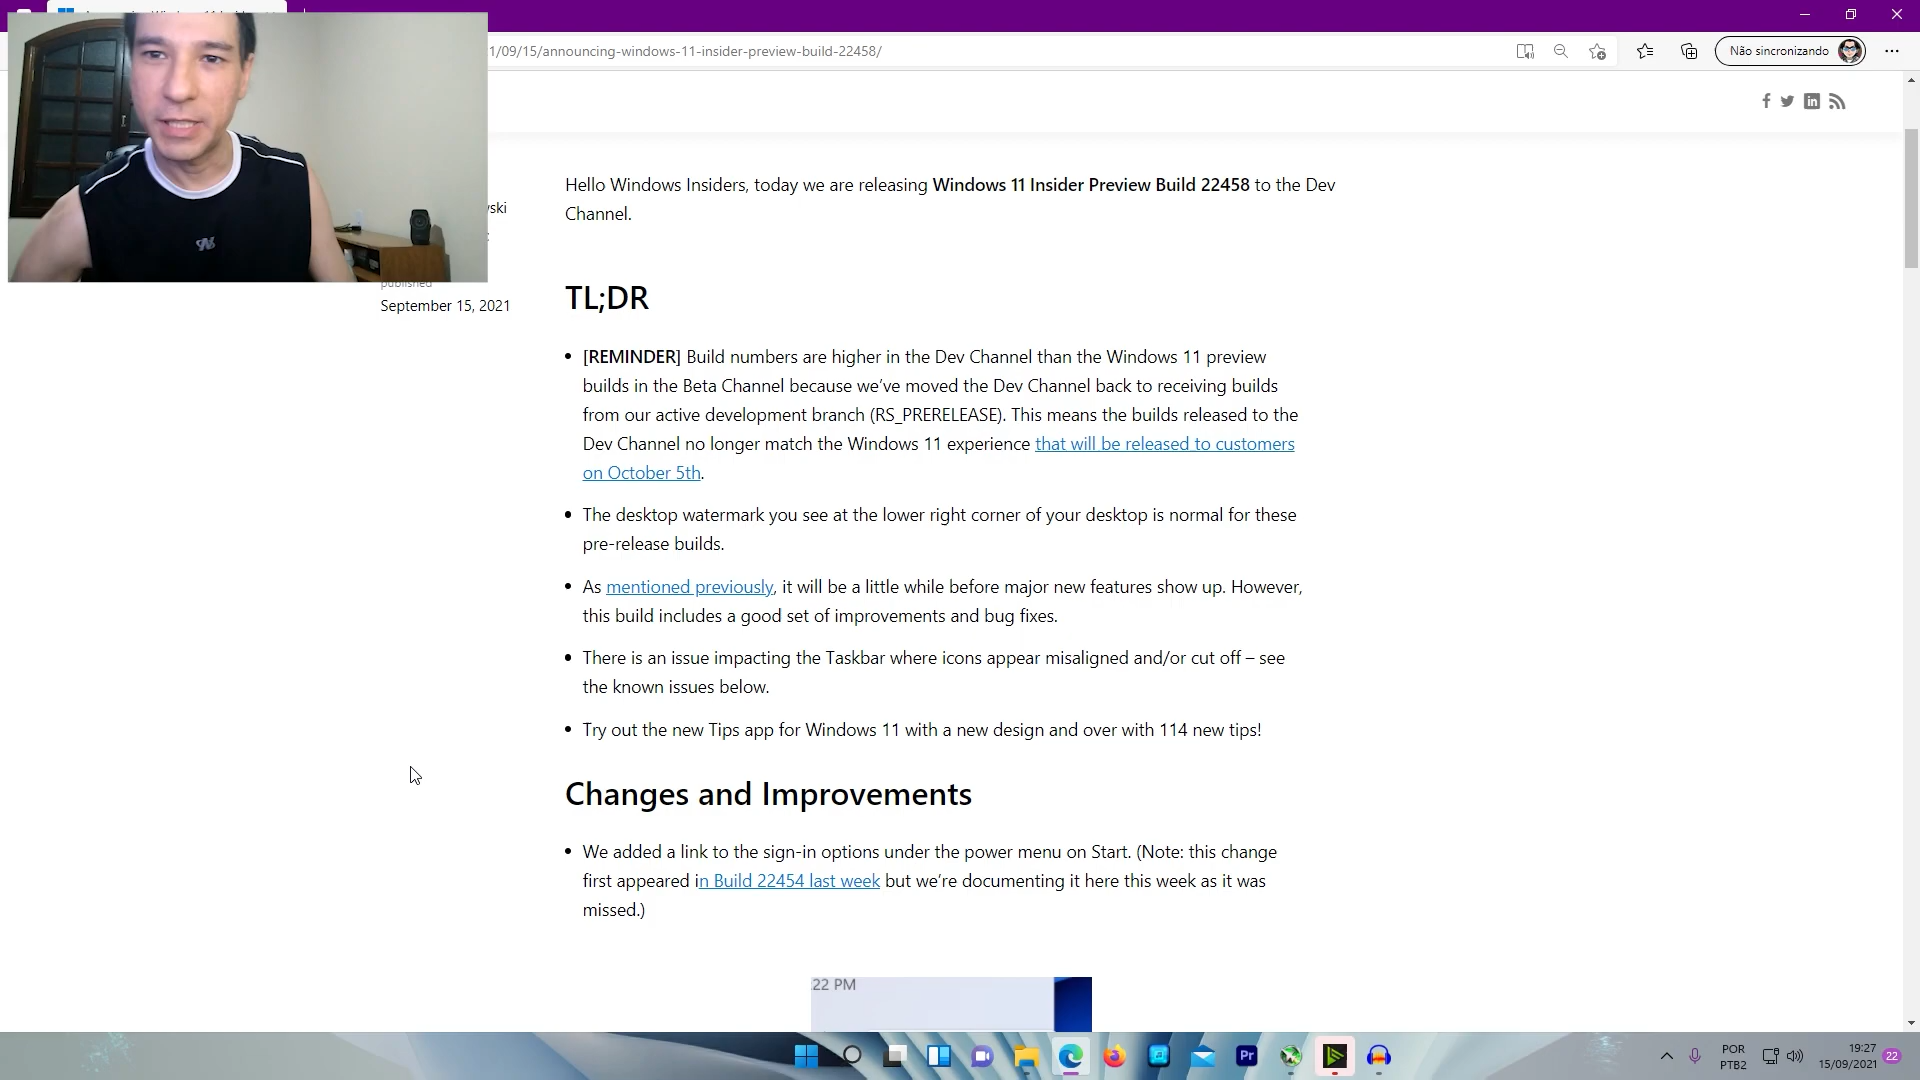 1/09/15/announcing-windows-11-insider-preview-build-22458/
Não sincronizando
Hello Windows Insiders, today we are releasing Windows 11 Insider Preview Build 22458 to the Dev
Channel.
published
September 15, 2021
TL;DR
• [REMINDER] Build numbers are higher in the Dev Channel than the Windows 11 preview
builds in the Beta Channel because we’ve moved the Dev Channel back to receiving builds
from our active development branch (RS_PRERELEASE). This means the builds released to the
Dev Channel no longer match the Windows 11 experience that will be released to customers
on October 5th.
• The desktop watermark you see at the lower right corner of your desktop is normal for these
pre-release builds.
• As mentioned previously, it will be a little while before major new features show up. However,
this build includes a good set of improvements and bug fixes.
• There is an issue impacting the Taskbar where icons appear misaligned and/or cut off – see
the known issues below.
• Try out the new Tips app for Windows 11 with a new design and over with 114 new tips!
Changes and Improvements
• We added a link to the sign-in options under the power menu on Start. (Note: this change
first appeared in Build 22454 last week but we’re documenting it here this week as it was
missed.)
:22 PM
Pr
POR
PTB2
19:27
15/09/2021
22